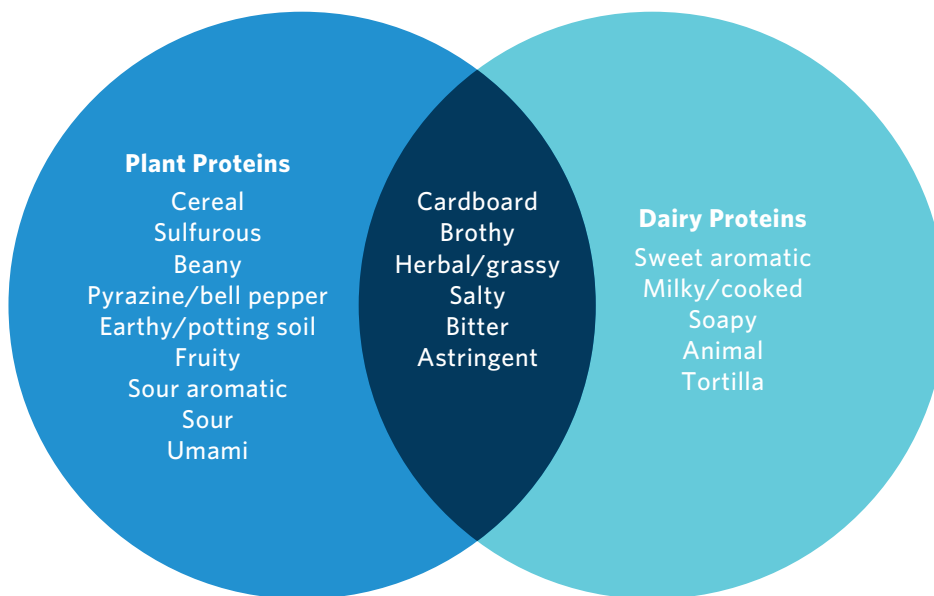 Plant Proteins
Cereal
Sulfurous
Beany
Pyrazine/bell pepper
Earthy/potting soil
Fruity
Sour aromatic
Sour
Umami
Cardboard
Brothy
Herbal/grassy
Salty
Bitter
Astringent
Dairy Proteins
Sweet aromatic
Milky/cooked
Soapy
Animal
Tortilla